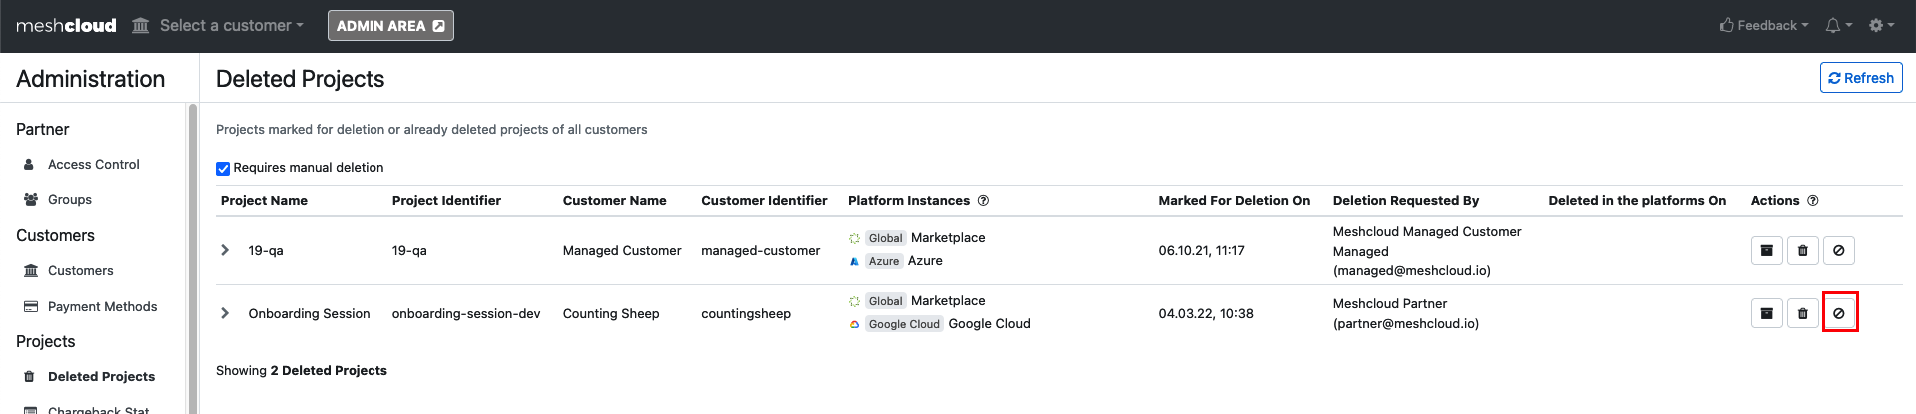 meshcloud Select a customer ADMIN AREA Feedback
Administration
Deleted Projects
Refresh
Partner
Access Control
Groups
Customers
Customers
Payment Methods
Projects
Deleted Projects
Chargeback Stat
Projects marked for deletion or already deleted projects of all customers
Requires manual deletion
Project Name Project Identifier Customer Name Customer Identifier Platform Instances Marked For Deletion On Deletion Requested By Deleted in the platforms On Actions
19-qa 19-qa Managed Customer managed-customer Global Marketplace
Azure Azure
06.10.21, 11:17 Meshcloud Managed Customer
Managed
(managed@meshcloud.io)
Onboarding Session onboarding-session-dev Counting Sheep countingsheep Global Marketplace
Google Cloud Google Cloud
04.03.22, 10:38 Meshcloud Partner
(partner@meshcloud.io)
Showing 2 Deleted Projects